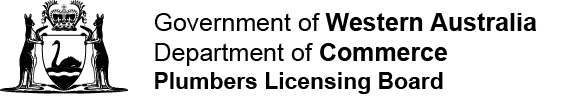 Government of Western Australia
Department of Commerce
Plumbers Licensing Board